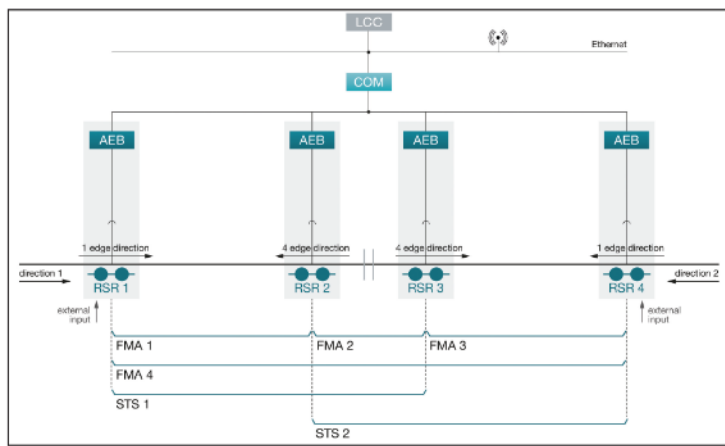 LCC
Ethernet
COM
AEB AEB AEB AEB
1 edge direction 4 edge direction 4 edge direction 1 edge direction
direction 1 direction 2
RSR 1 RSR 2 RSR 3 RSR 4
external input external input
FMA 1 FMA 2 FMA 3
FMA 4
STS 1
STS 2